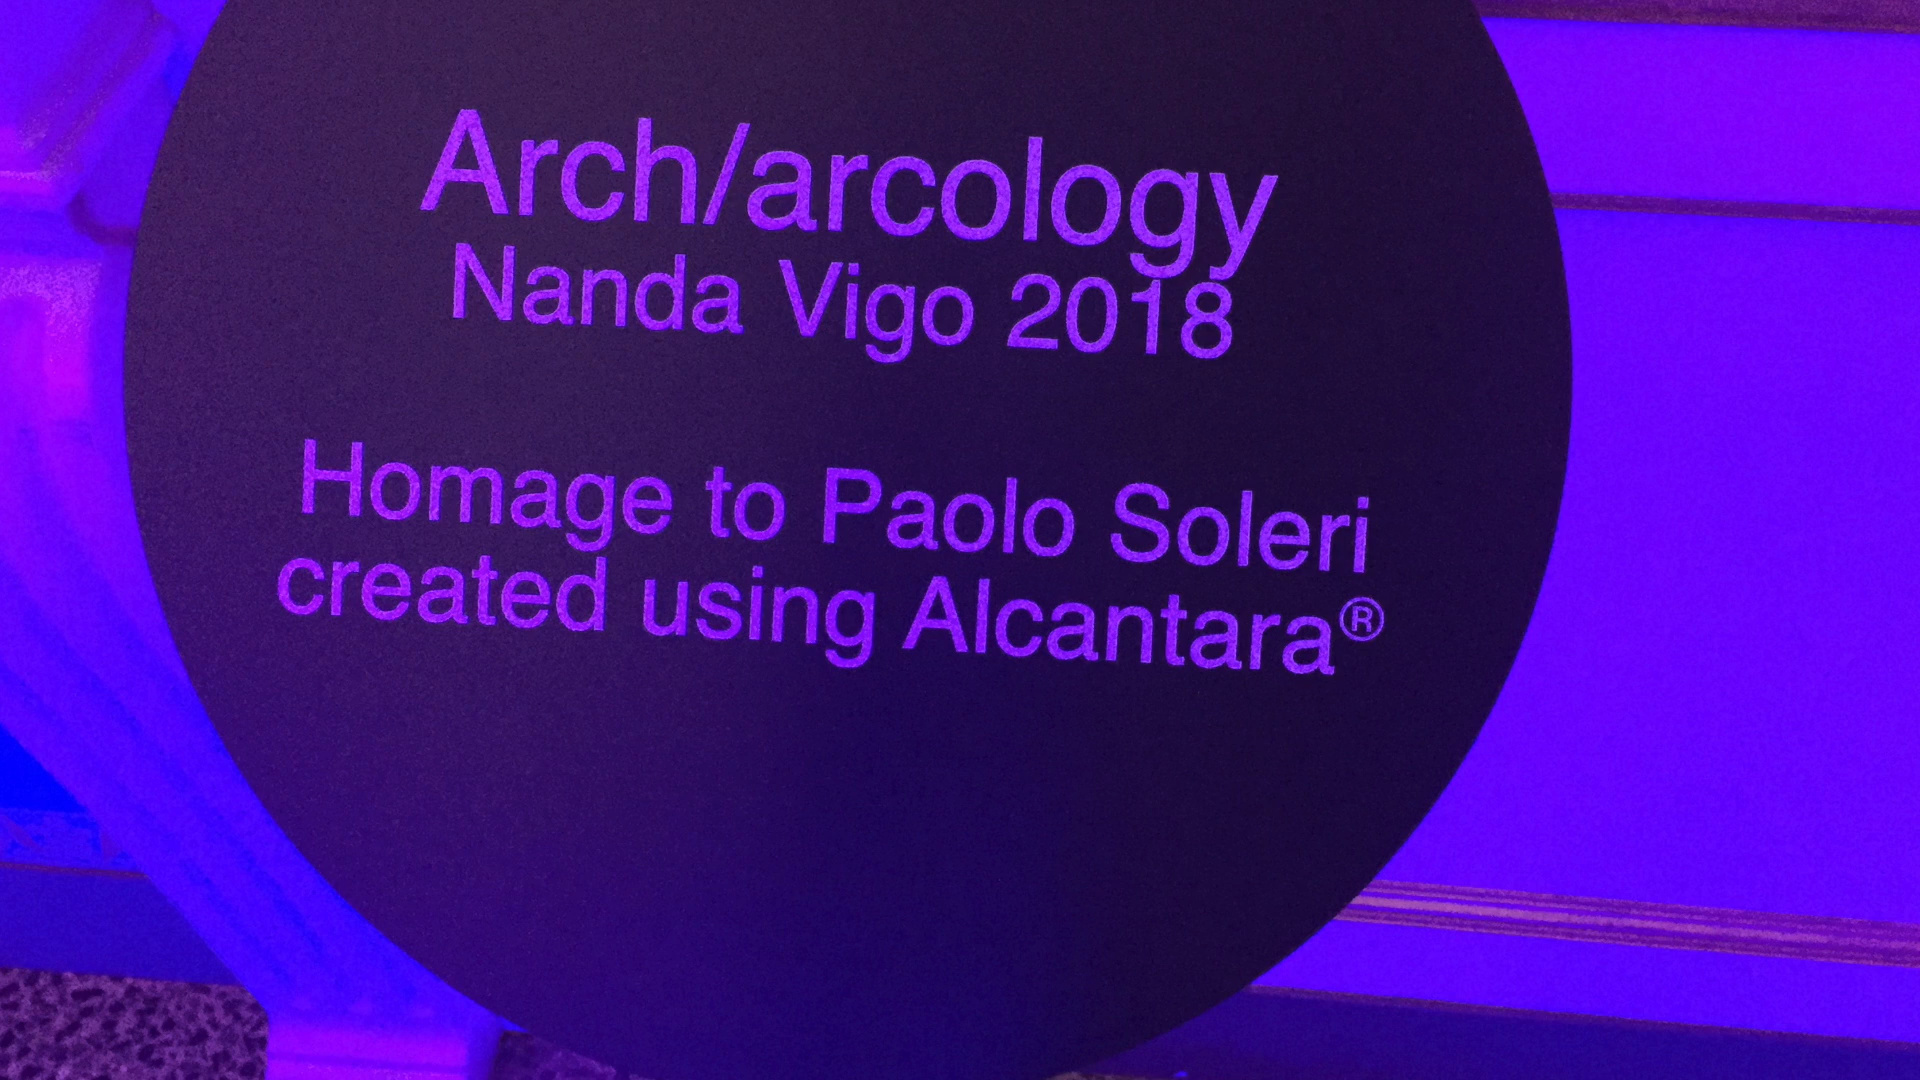 Arch/arcology
Nanda Vigo 2018
Homage to Paolo Soleri
created using Alcantara®